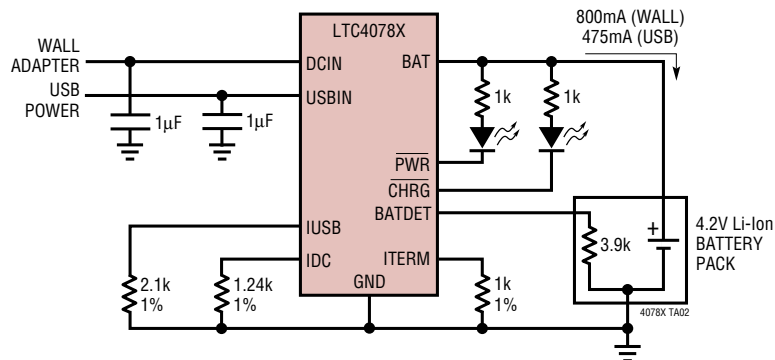 800mA (WALL)
475mA (USB)
LTC4078X
WALL
ADAPTER
DCIN
BAT
USB
POWER
USBIN
1k
1k
1μF
1μF
PWR
CHRG
BATDET
IUSB
3.9k
+
4.2V Li-Ion
BATTERY
PACK
IDC
ITERM
GND
2.1k
1%
1.24k
1%
1k
1%
4078X TA02